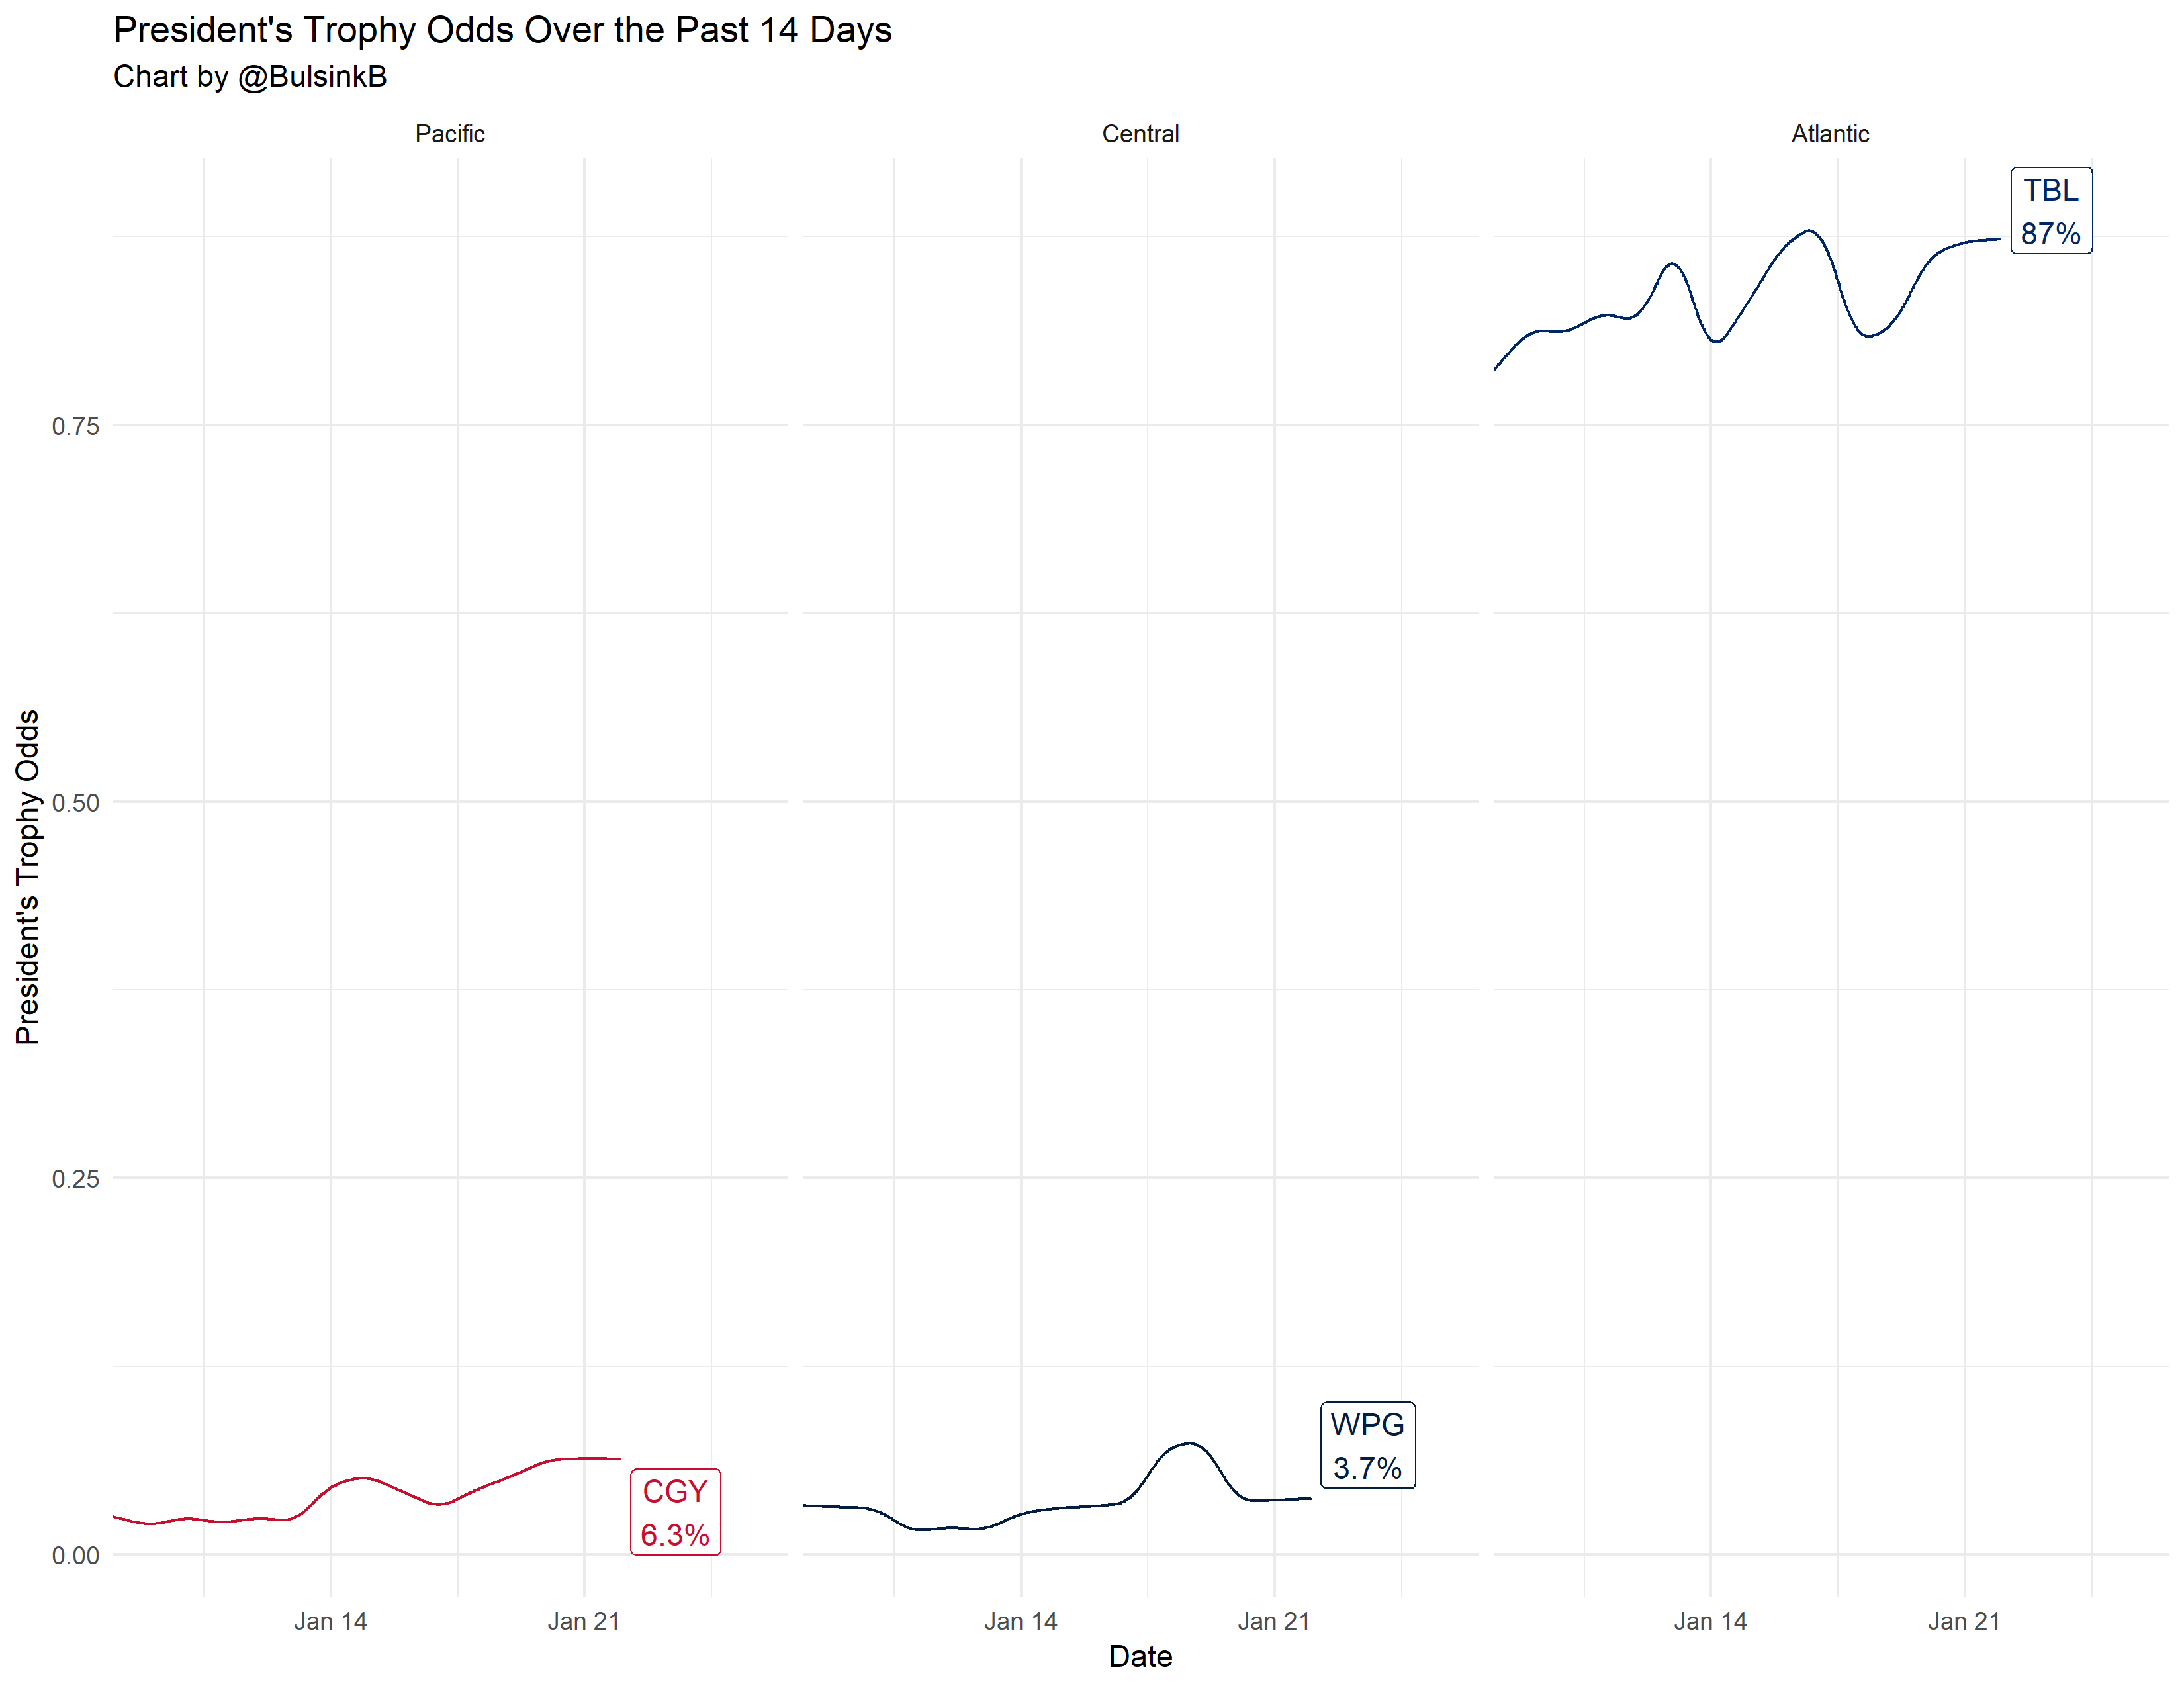 President's Trophy Odds Over the Past 14 Days
Chart by @BulsinkB
Pacific
Central
Atlantic
TBL
87%
0.75
0.50
0.25
0.00
President's Trophy Odds
WPG
3.7%
CGY
6.3%
Jan 14
Jan 21
Jan 14
Jan 21
Jan 14
Jan 21
Date